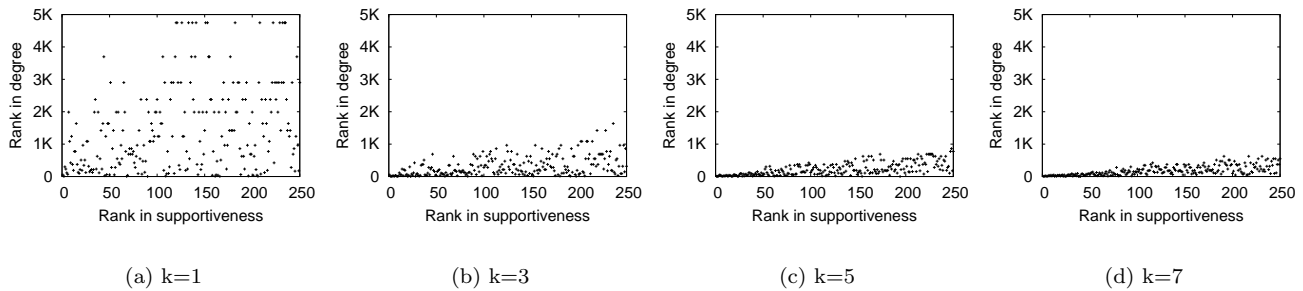 5K
4K
3K
2K
1K
0
0 50 100 150 200 250
Rank in degree
Rank in supportiveness
(a) k=1
5K
4K
3K
2K
1K
0
0 50 100 150 200 250
Rank in degree
Rank in supportiveness
(b) k=3
5K
4K
3K
2K
1K
0
0 50 100 150 200 250
Rank in degree
Rank in supportiveness
(c) k=5
5K
4K
3K
2K
1K
0
0 50 100 150 200 250
Rank in degree
Rank in supportiveness
(d) k=7